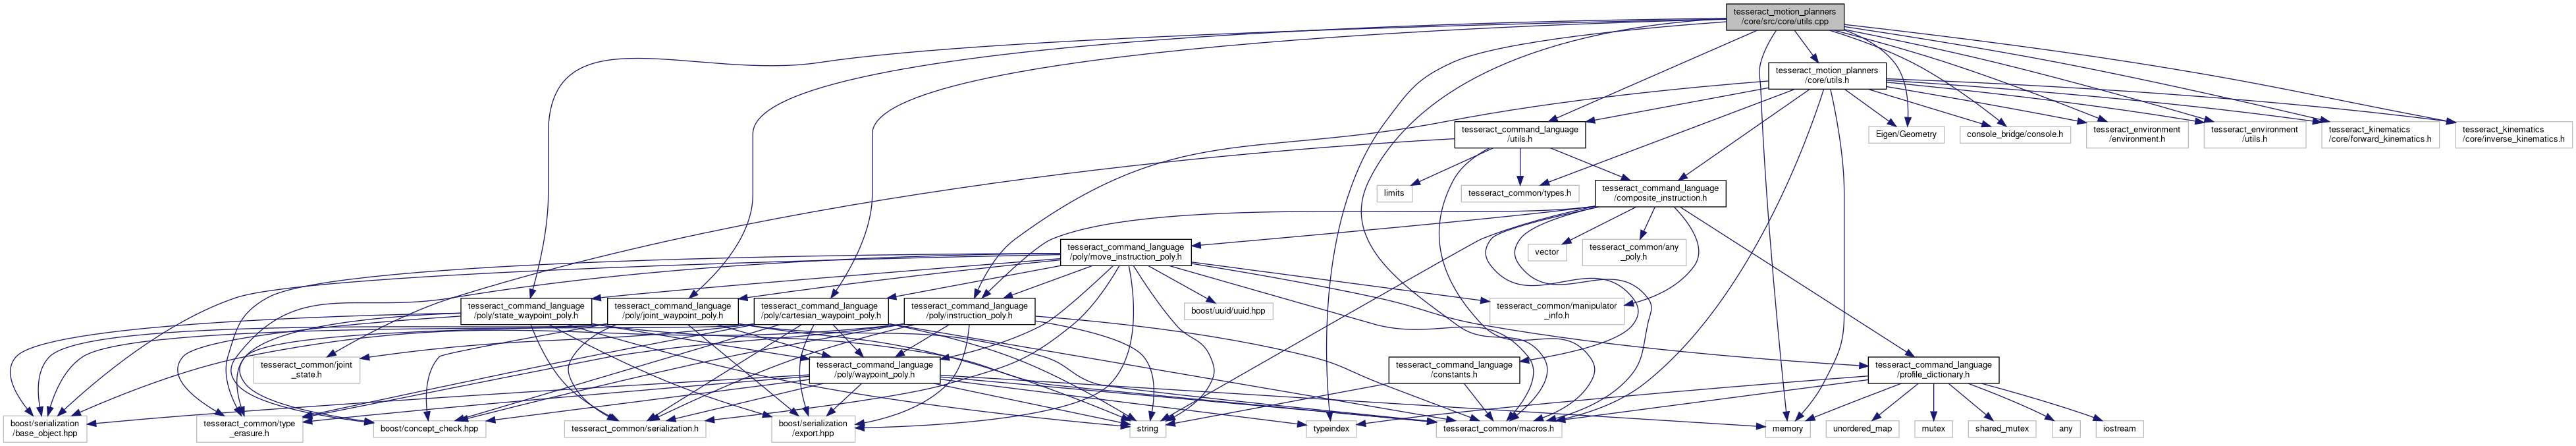 tesseract_motion_planners
/core/src/core/utils.cpp
tesseract_motion_planners
/core/utils.h
tesseract_command_language
/utils.h
Eigen/Geometry
console_bridge/console.h
tesseract_environment
/environment.h
tesseract_environment
/utils.h
tesseract_kinematics
/core/forward_kinematics.h
tesseract_kinematics
/core/inverse_kinematics.h
limits
tesseract_common/types.h
tesseract_command_language
/composite_instruction.h
tesseract_command_language
/poly/move_instruction_poly.h
vector
tesseract_common/any
_poly.h
tesseract_command_language
/poly/state_waypoint_poly.h
tesseract_command_language
/poly/joint_waypoint_poly.h
tesseract_command_language
/poly/cartesian_waypoint_poly.h
tesseract_command_language
/poly/instruction_poly.h
boost/uuid/uuid.hpp
tesseract_common/manipulator
_info.h
tesseract_common/joint
_state.h
tesseract_command_language
/poly/waypoint_poly.h
tesseract_command_language
/constants.h
tesseract_command_language
/profile_dictionary.h
boost/serialization
/base_object.hpp
tesseract_common/type
_erasure.h
boost/concept_check.hpp
tesseract_common/serialization.h
boost/serialization
/export.hpp
string
typeindex
tesseract_common/macros.h
memory
unordered_map
mutex
shared_mutex
any
iostream